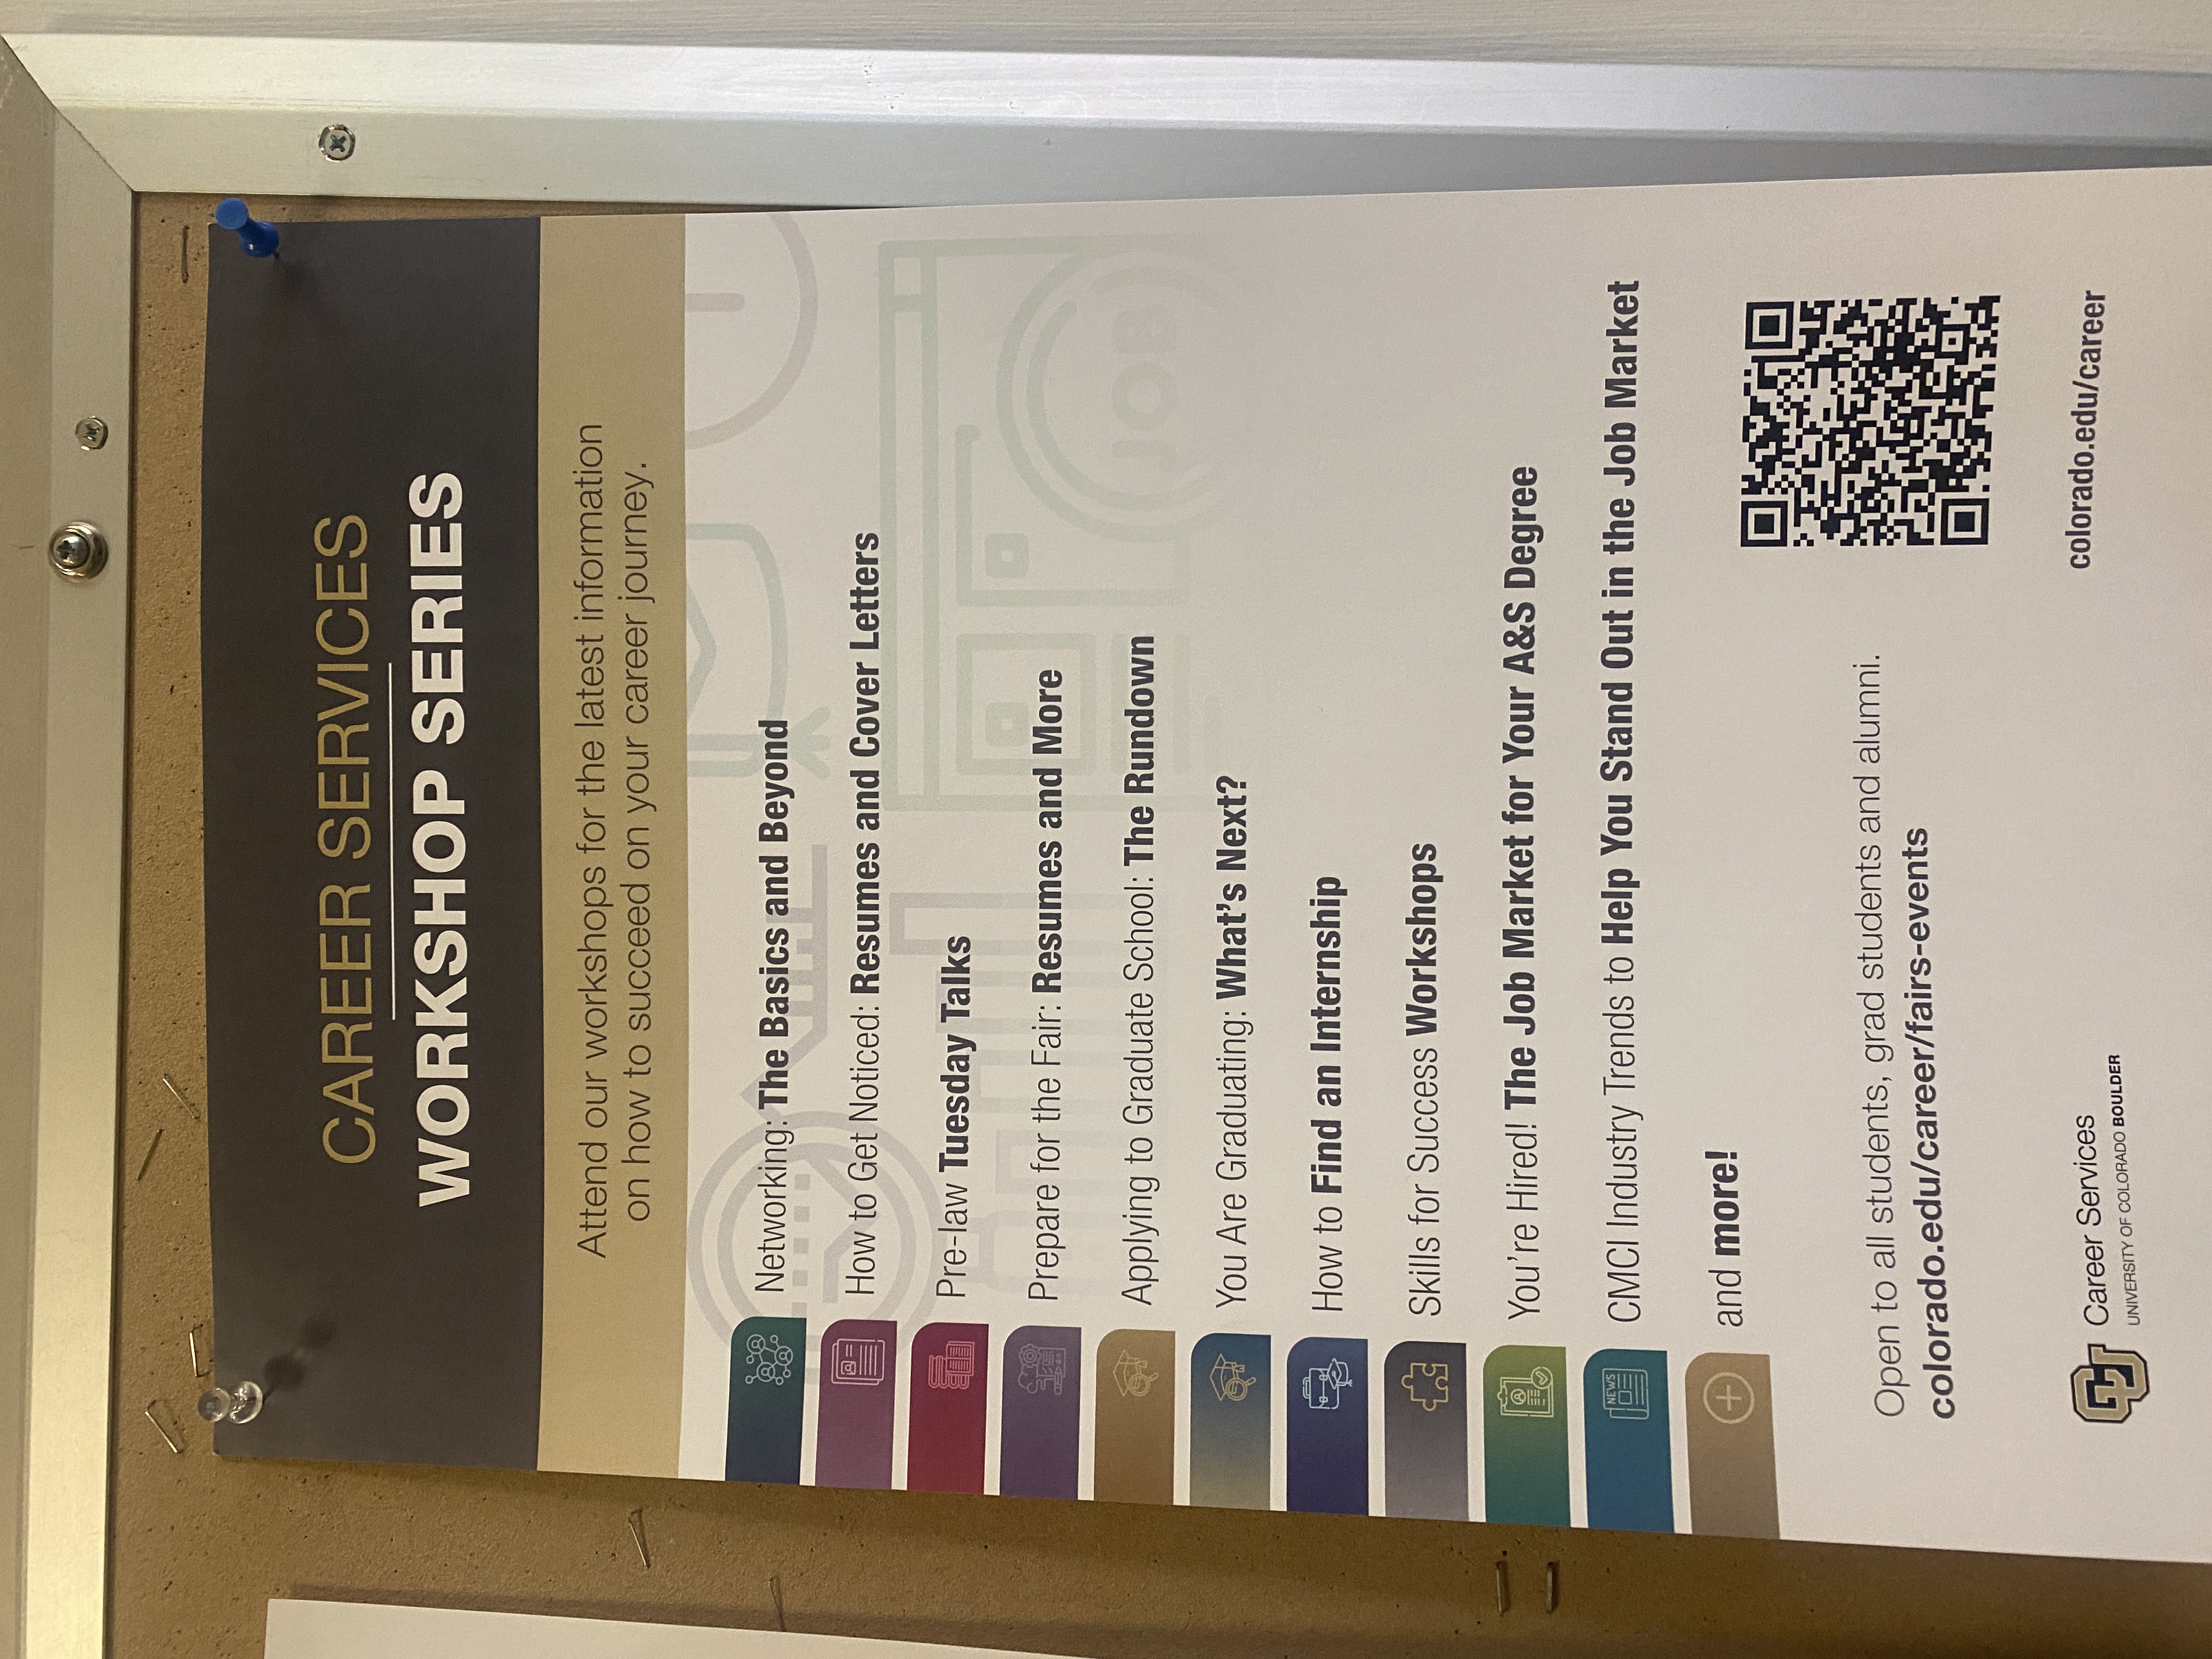 CAREER SERVICES
WORKSHOP SERIES
Attend our workshops for the latest information
on how to succeed on your career journey.
Networking: The Basics and Beyond
How to Get Noticed: Resumes and Cover Letters
Pre-law Tuesday Talks
Prepare for the Fair: Resumes and More
Applying to Graduate School: The Rundown
You Are Graduating: What's Next?
How to Find an Internship
Skills for Success Workshops
You're Hired! The Job Market for Your A&S Degree
NEWS
CMCI Industry Trends to Help You Stand Out in the Job Market
and more!
JOB
Open to all students, grad students and alumni.
colorado.edu/career/fairs-events
CU
Career Services
UNIVERSITY OF COLORADO BOULDER
colorado.edu/career